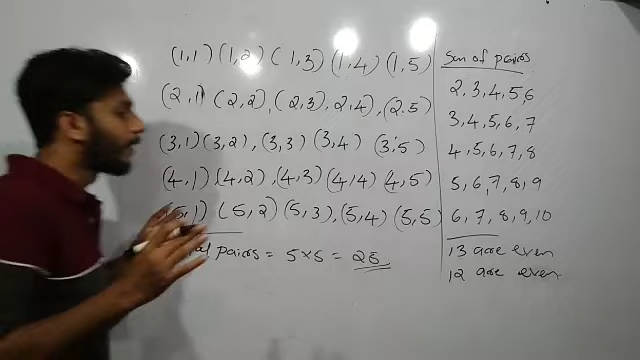 (1,1) (1,2) (1,3) (1,4) (1,5)
(2,1) (2,2), (2,3), 2,4), (2.5)
(3,1) (3,2), (3,3) (3,4) (3,5)
(4,1) (4,2), (4,3) (4,4) (4,5)
(5,1) (5,2) (5,3), (5,4) (5,5)
pairs = 5x5 = 25
Sum of pairs
2, 3, 4, 5, 6
3, 4, 5, 6, 7
4, 5, 6, 7, 8
5, 6, 7, 8, 9
6, 7, 8, 9, 10
13 are even
12 are even